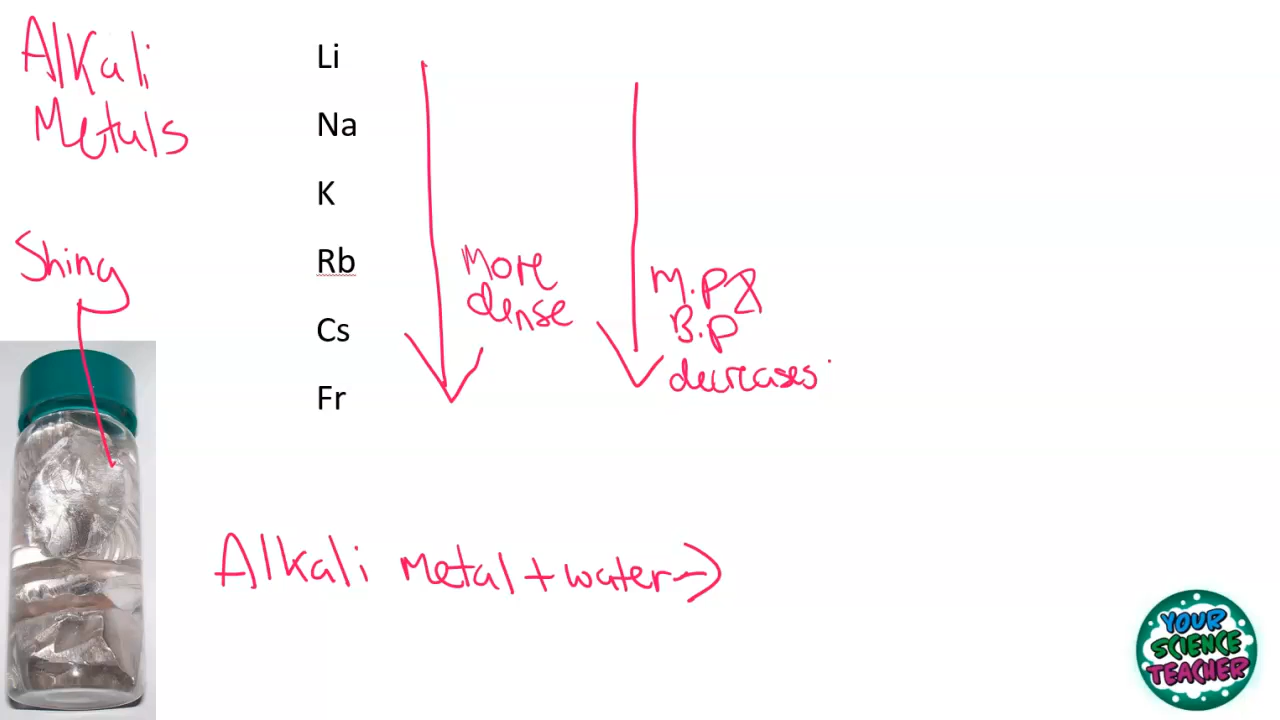 Alkali
Metals
Li
Na
K
Rb
Cs
Fr
Shiny
More
dense
M.P &
B.P
decreases
Alkali Metal + water →
YOUR
SCIENCE
TEACHER